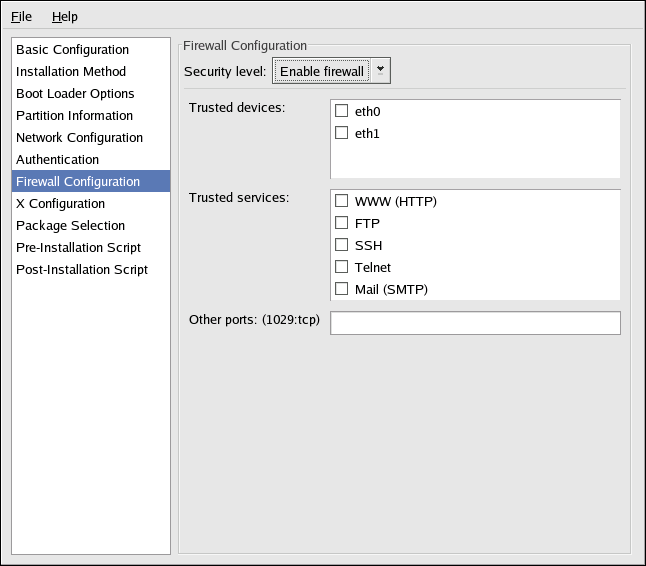 File Help
Basic Configuration
Installation Method
Boot Loader Options
Partition Information
Network Configuration
Authentication
Firewall Configuration
X Configuration
Package Selection
Pre-Installation Script
Post-Installation Script
Firewall Configuration
Security level: Enable firewall
Trusted devices:
eth0
eth1
Trusted services:
WWW (HTTP)
FTP
SSH
Telnet
Mail (SMTP)
Other ports: (1029:tcp)